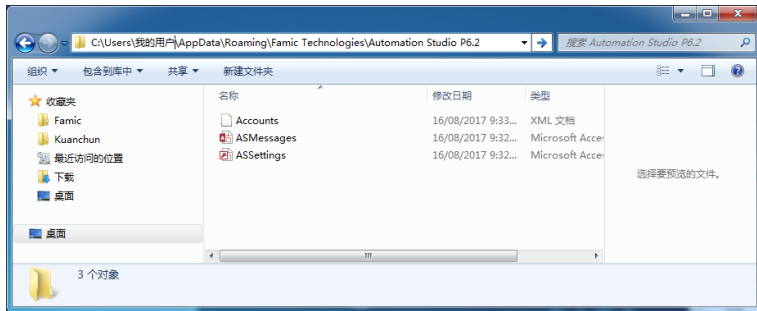 C:\Users\我的用户\AppData\Roaming\Famic Technologies\Automation Studio P6.2
搜索 Automation Studio P6.2
组织 包含到库中 共享 新建文件夹
收藏夹
Famic
Kuanchun
最近访问的位置
下载
桌面
桌面
名称 修改日期 类型
Accounts 16/08/2017 9:33... XML 文档
ASMessages 16/08/2017 9:32... Microsoft Acce
ASSettings 16/08/2017 9:32... Microsoft Acce
选择要预览的文件。
3 个对象